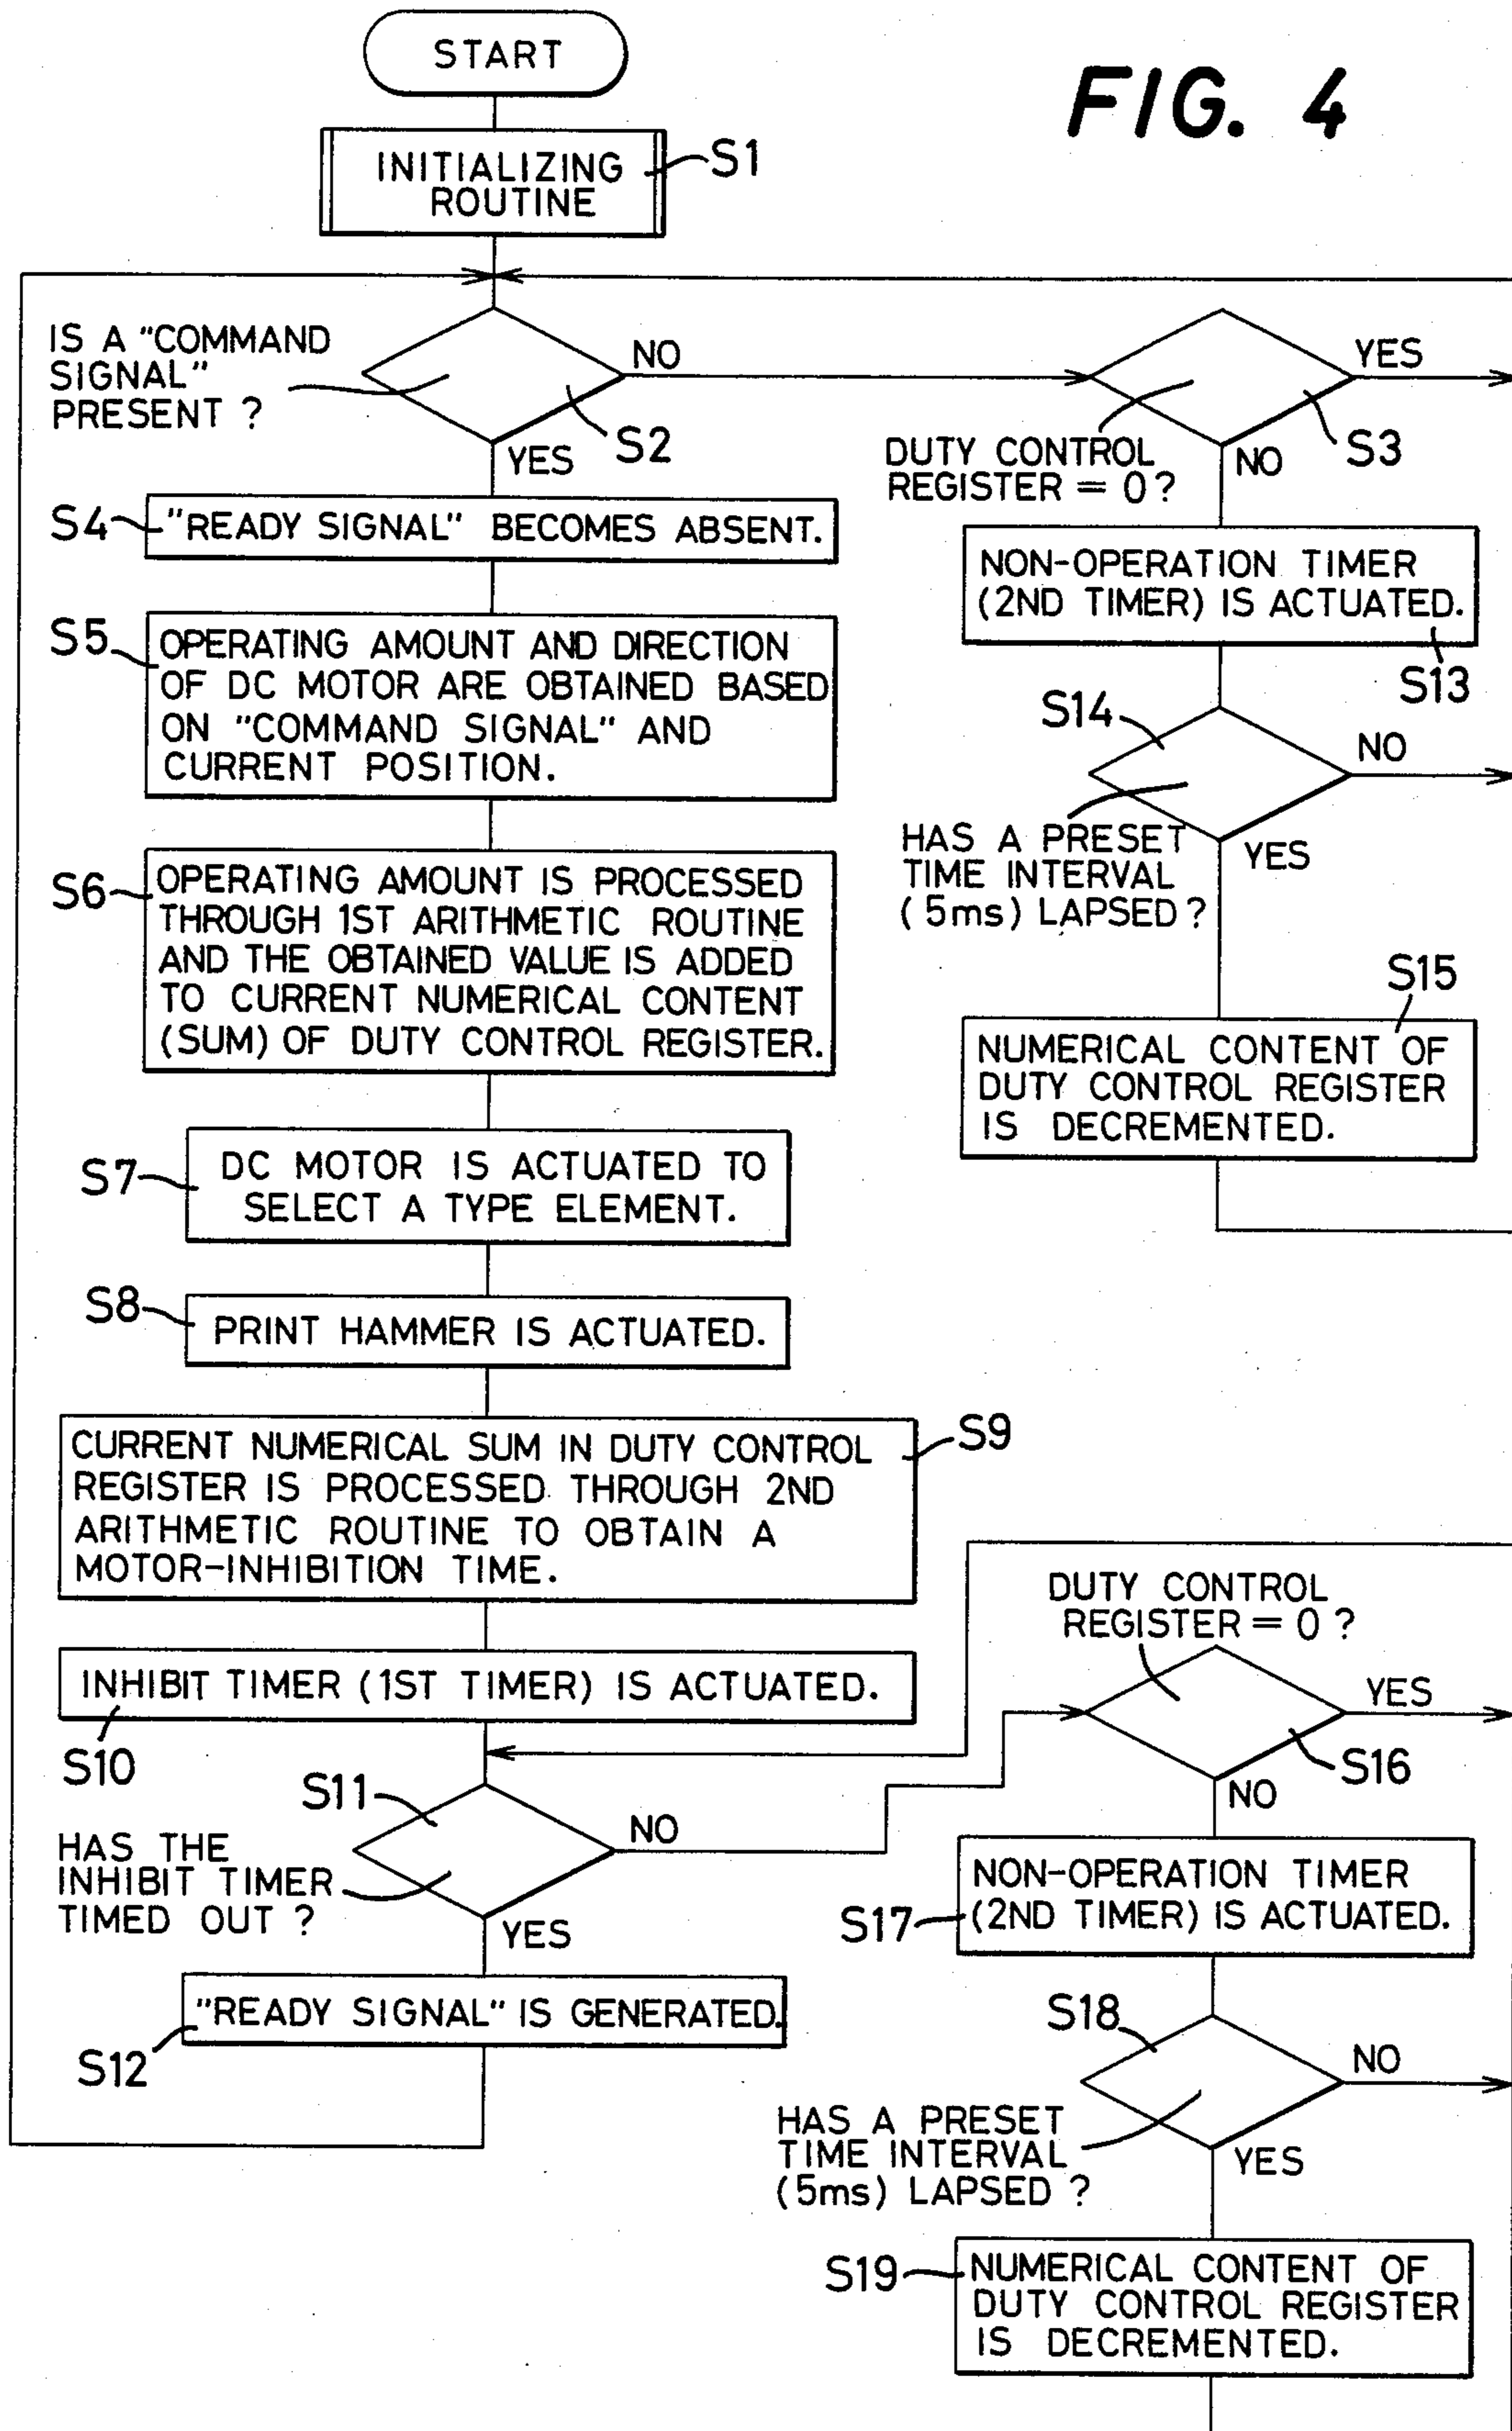 FIG. 4
START
INITIALIZING
ROUTINE
S1
IS A "COMMAND
SIGNAL"
PRESENT ?
NO
S2
YES
YES
S3
DUTY CONTROL
REGISTER = 0 ?
NO
S4
"READY SIGNAL" BECOMES ABSENT.
NON-OPERATION TIMER
(2ND TIMER) IS ACTUATED.
S13
S5
OPERATING AMOUNT AND DIRECTION
OF DC MOTOR ARE OBTAINED BASED
ON "COMMAND SIGNAL" AND
CURRENT POSITION.
S14
NO
HAS A PRESET
TIME INTERVAL
(5ms) LAPSED ?
YES
S6
OPERATING AMOUNT IS PROCESSED
THROUGH 1ST ARITHMETIC ROUTINE
AND THE OBTAINED VALUE IS ADDED
TO CURRENT NUMERICAL CONTENT
(SUM) OF DUTY CONTROL REGISTER.
S15
NUMERICAL CONTENT OF
DUTY CONTROL REGISTER
IS DECREMENTED.
S7
DC MOTOR IS ACTUATED TO
SELECT A TYPE ELEMENT.
S8
PRINT HAMMER IS ACTUATED.
S9
CURRENT NUMERICAL SUM IN DUTY CONTROL
REGISTER IS PROCESSED THROUGH 2ND
ARITHMETIC ROUTINE TO OBTAIN A
MOTOR-INHIBITION TIME.
INHIBIT TIMER (1ST TIMER) IS ACTUATED.
S10
S11
NO
HAS THE
INHIBIT TIMER
TIMED OUT ?
YES
"READY SIGNAL" IS GENERATED.
S12
DUTY CONTROL
REGISTER = 0 ?
YES
S16
NO
NON-OPERATION TIMER
(2ND TIMER) IS ACTUATED.
S17
S18
NO
HAS A PRESET
TIME INTERVAL
(5ms) LAPSED ?
YES
S19
NUMERICAL CONTENT OF
DUTY CONTROL REGISTER
IS DECREMENTED.